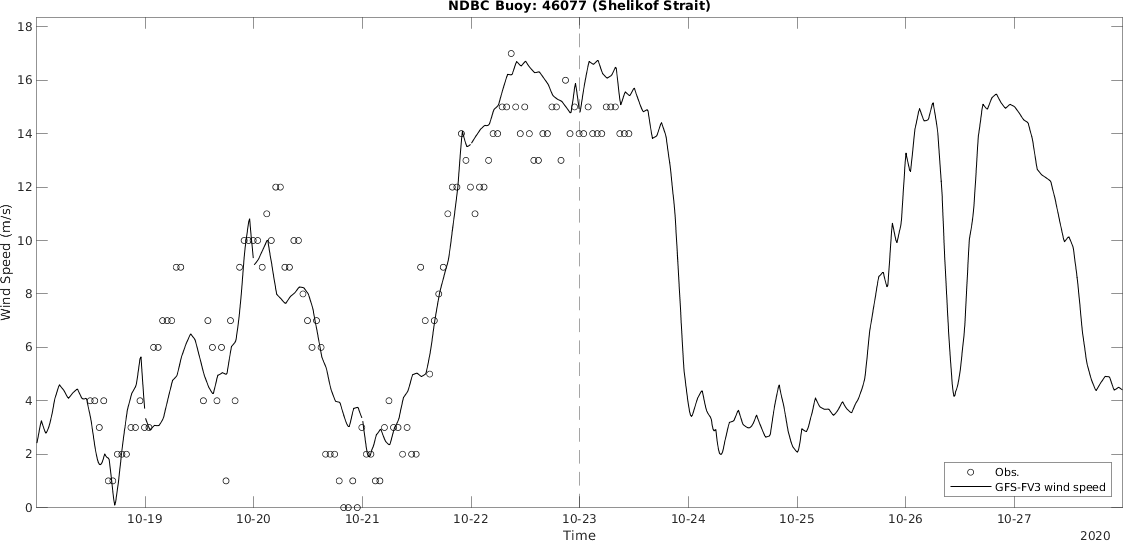 NDBC Buoy: 46077 (Shelikof Strait)
18
16
14
12
10
8
6
4
2
0
Wind Speed (m/s)
10-19 10-20 10-21 10-22 10-23 10-24 10-25 10-26 10-27
Time
2020
Obs.
GFS-FV3 wind speed